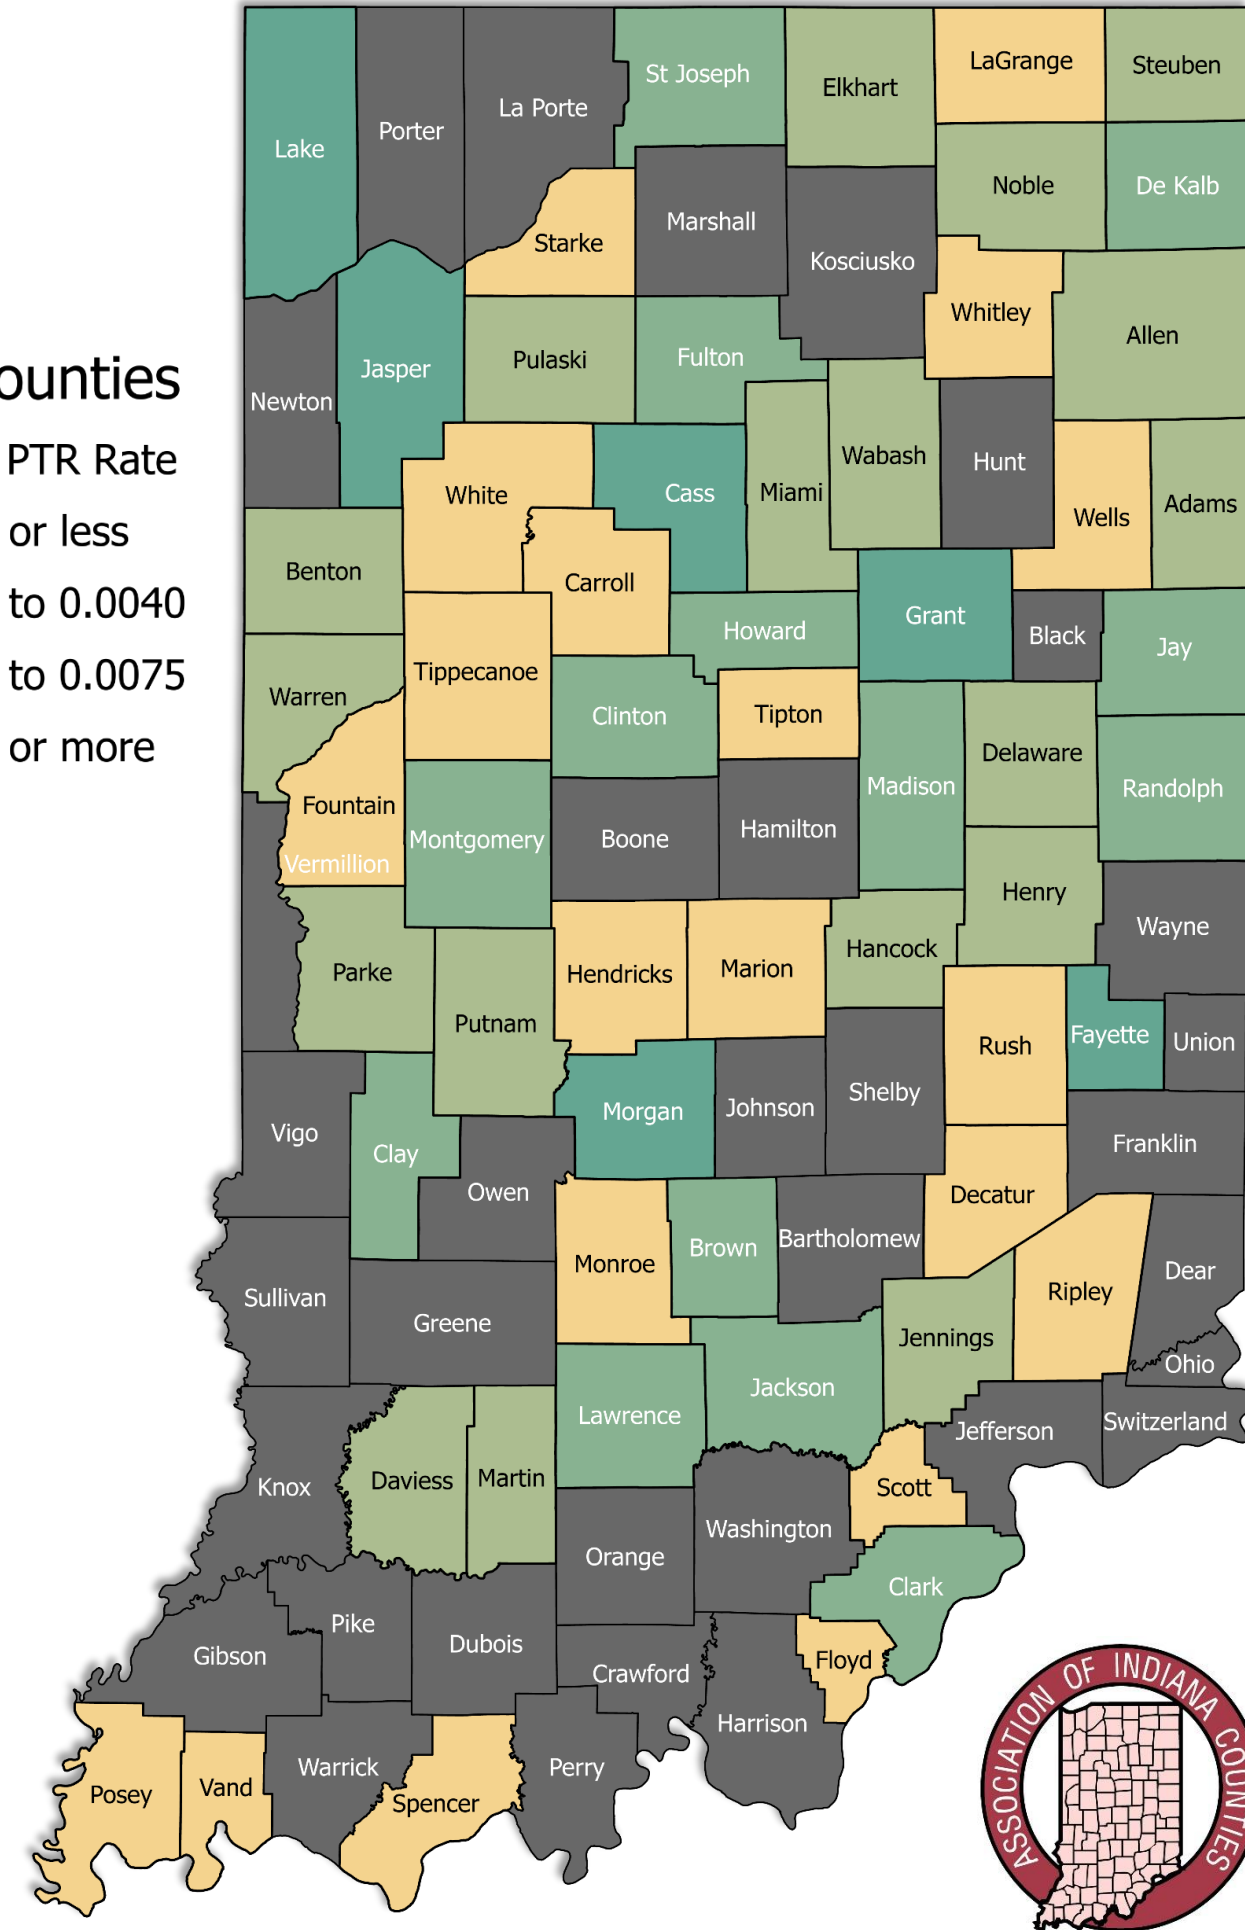 ounties
PTR Rate
or less
to 0.0040
to 0.0075
or more
Lake
Porter
La Porte
St Joseph
Elkhart
LaGrange
Steuben
Noble
De Kalb
Starke
Marshall
Kosciusko
Whitley
Allen
Newton
Jasper
Pulaski
Fulton
Wabash
Hunt
White
Cass
Miami
Wells
Adams
Benton
Carroll
Howard
Grant
Black
Jay
Warren
Tippecanoe
Clinton
Tipton
Madison
Delaware
Randolph
Fountain
Vermillion
Montgomery
Boone
Hamilton
Henry
Wayne
Parke
Putnam
Hendricks
Marion
Hancock
Rush
Fayette
Union
Vigo
Clay
Owen
Morgan
Johnson
Shelby
Franklin
Decatur
Sullivan
Greene
Monroe
Brown
Bartholomew
Jennings
Ripley
Dear
Ohio
Switzerland
Jefferson
Knox
Daviess
Martin
Lawrence
Jackson
Scott
Washington
Orange
Clark
Gibson
Pike
Dubois
Crawford
Floyd
Harrison
Posey
Vand
Warrick
Spencer
Perry
ASSOCIATION OF INDIANA COUNTIES